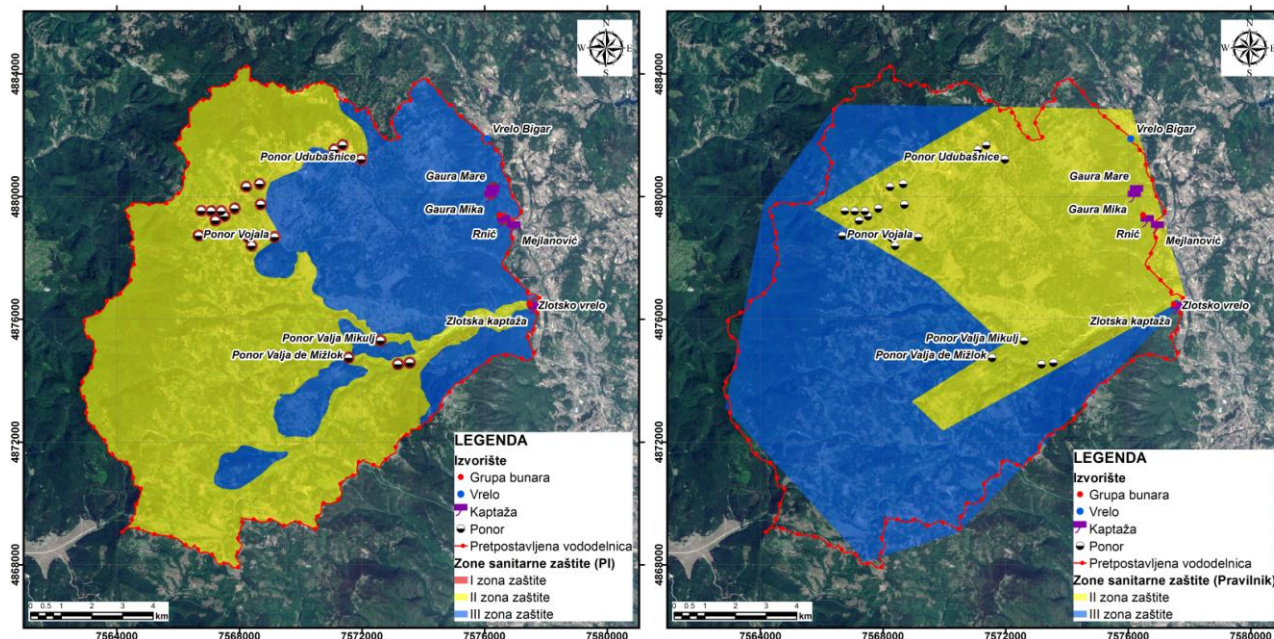 N
W E
S
4884000
4880000
4876000
4872000
4868000
Vrelo Bigar
Ponor Udubašnice
Gaura Mare
Gaura Mika
Ponor Vojala
Rnić
Mejlanović
Zlotsko vrelo
Zlotska kaptaža
Ponor Valja Mikulj
Ponor Valja de Mižlok
LEGENDA
Izvorište
Grupa bunara
Vrelo
Kaptaža
Ponor
Pretpostavljena vododelnica
Zone sanitarne zaštite (PI)
I zona zaštite
II zona zaštite
III zona zaštite
0 0.5 1 2 3 4
km
7564000 7568000 7572000 7576000 7580000
N
W E
S
4884000
4880000
4876000
4872000
4868000
Vrelo Bigar
Ponor Udubašnice
Gaura Mare
Gaura Mika
Ponor Vojala
Rnić
Mejlanović
Zlotsko vrelo
Zlotska kaptaža
Ponor Valja Mikulj
Ponor Valja de Mižlok
LEGENDA
Izvorište
Grupa bunara
Vrelo
Kaptaža
Ponor
Pretpostavljena vododelnica
Zone sanitarne zaštite (Pravilnik)
II zona zaštite
III zona zaštite
0 0.5 1 2 3 4
km
7564000 7568000 7572000 7576000 7580000